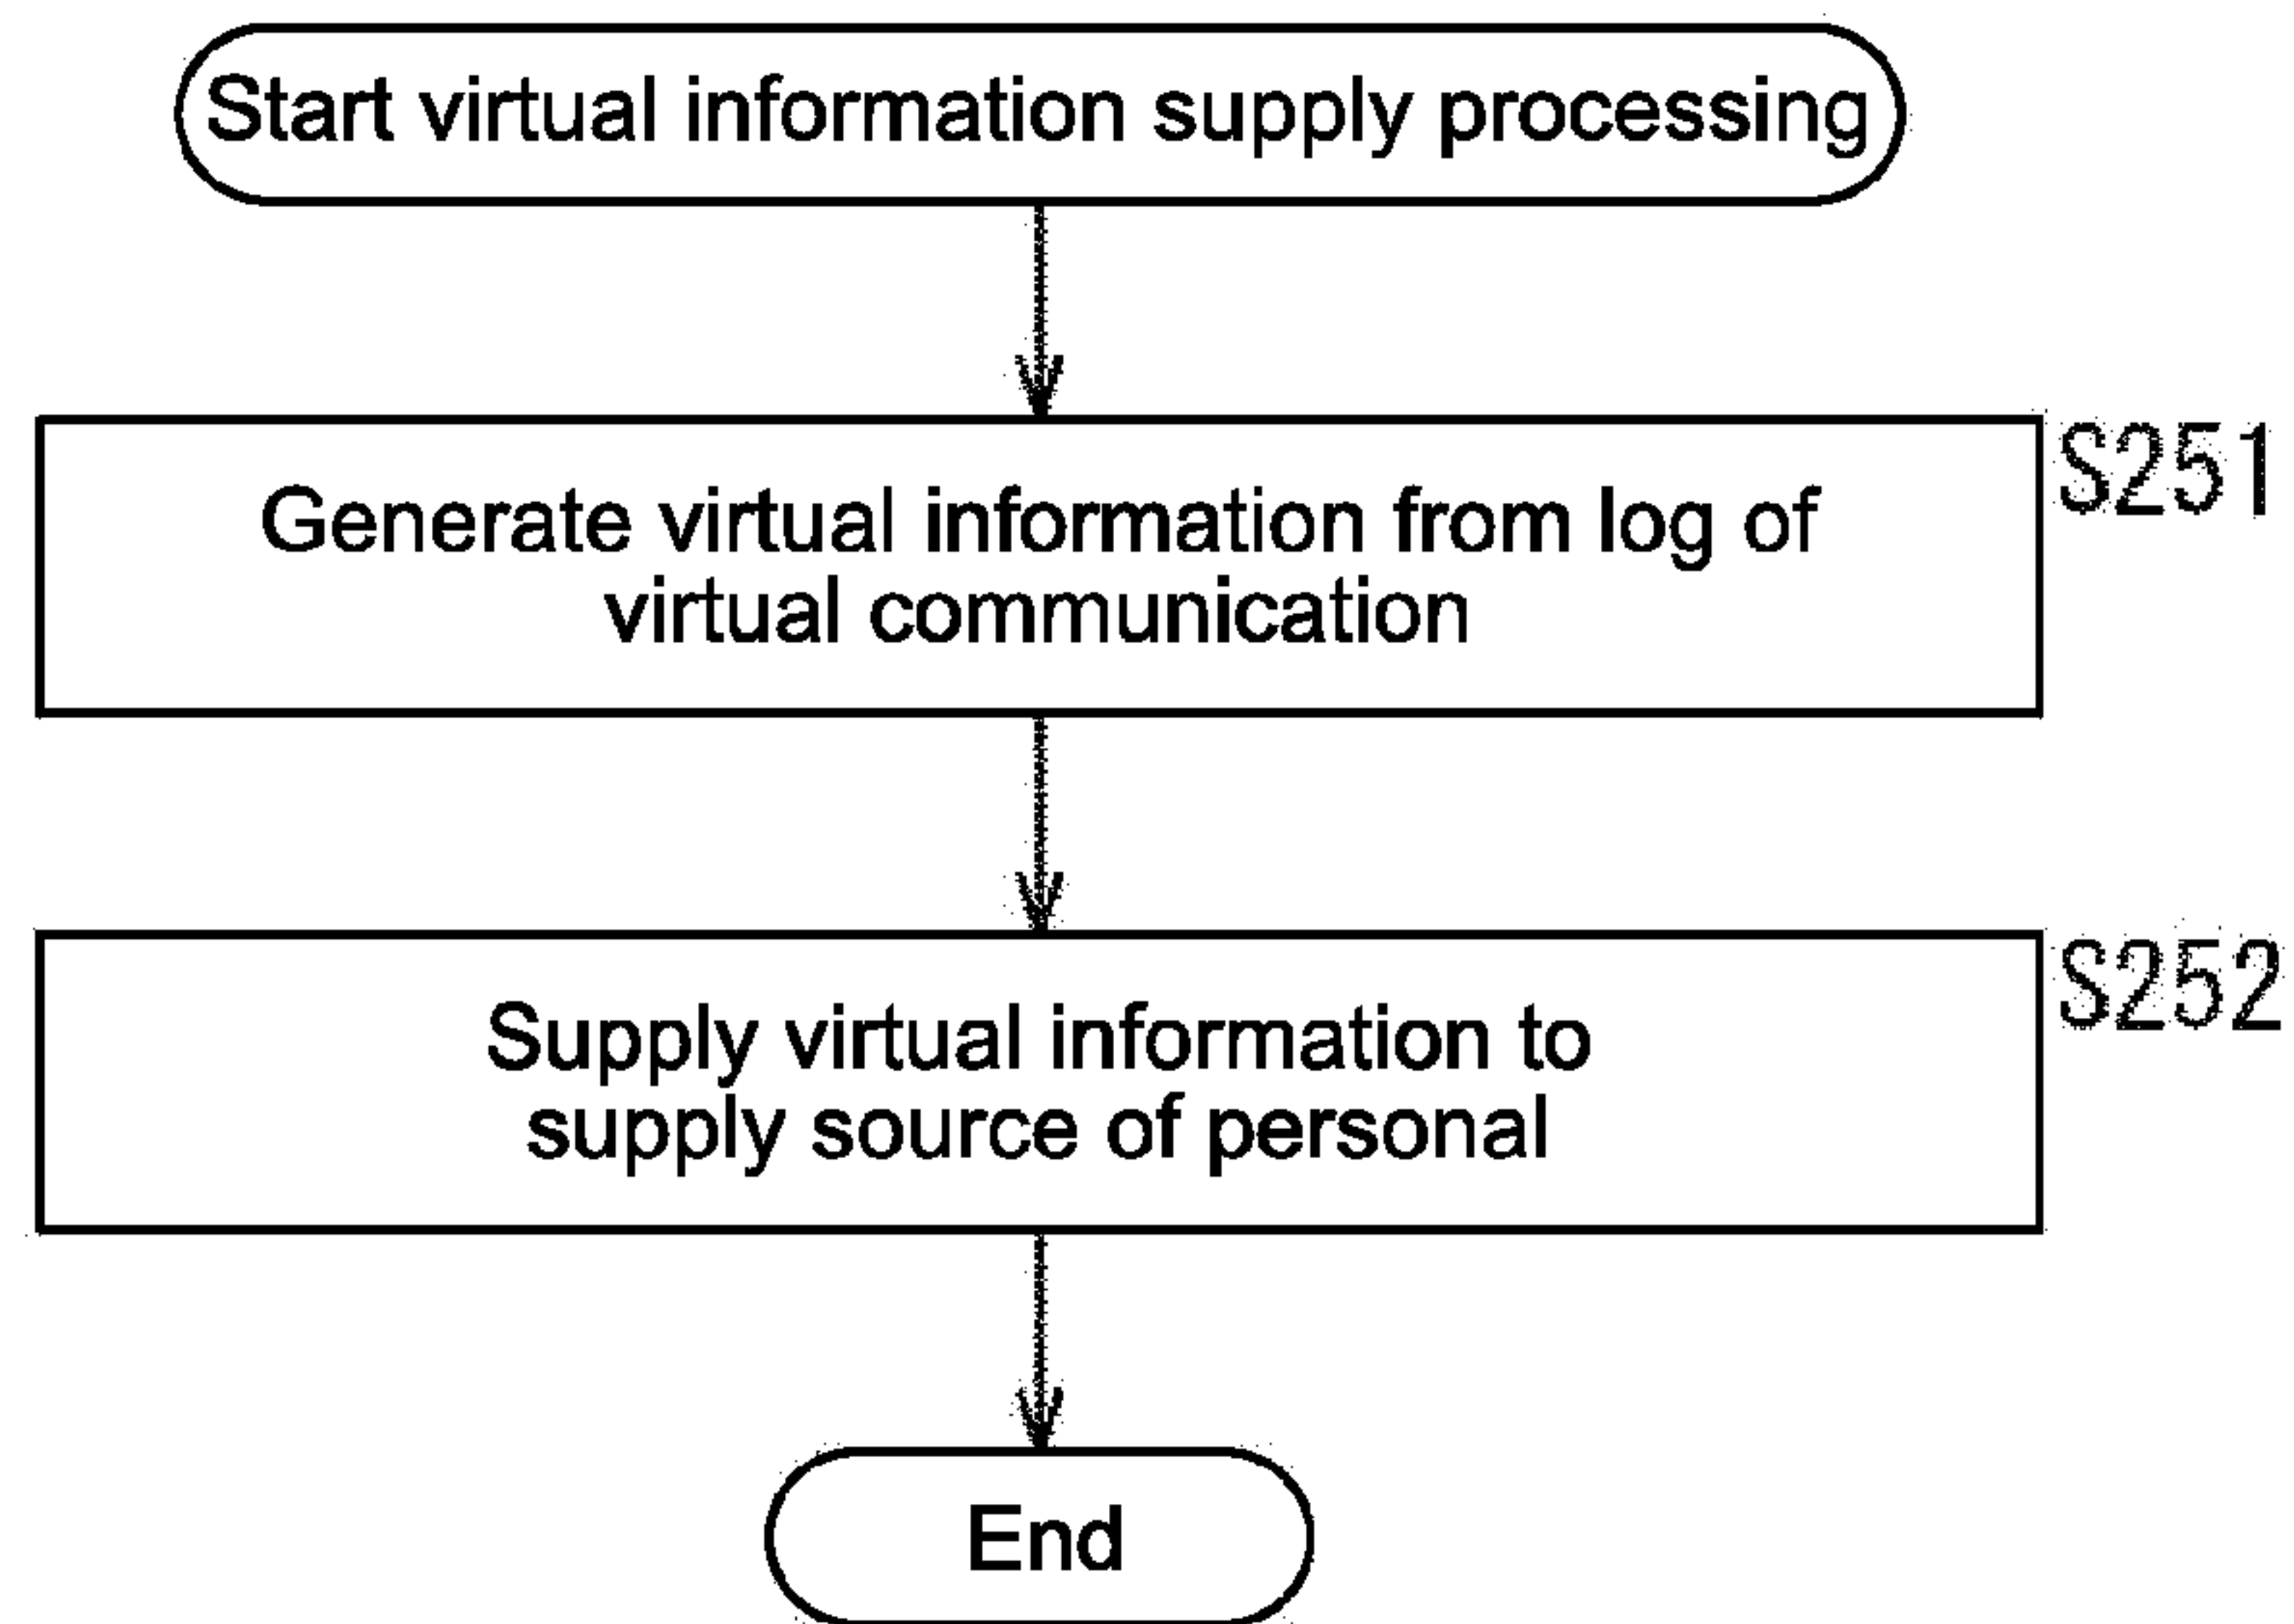 Start virtual information supply processing
S251
Generate virtual information from log of
virtual communication
S252
Supply virtual information to
supply source of personal
End